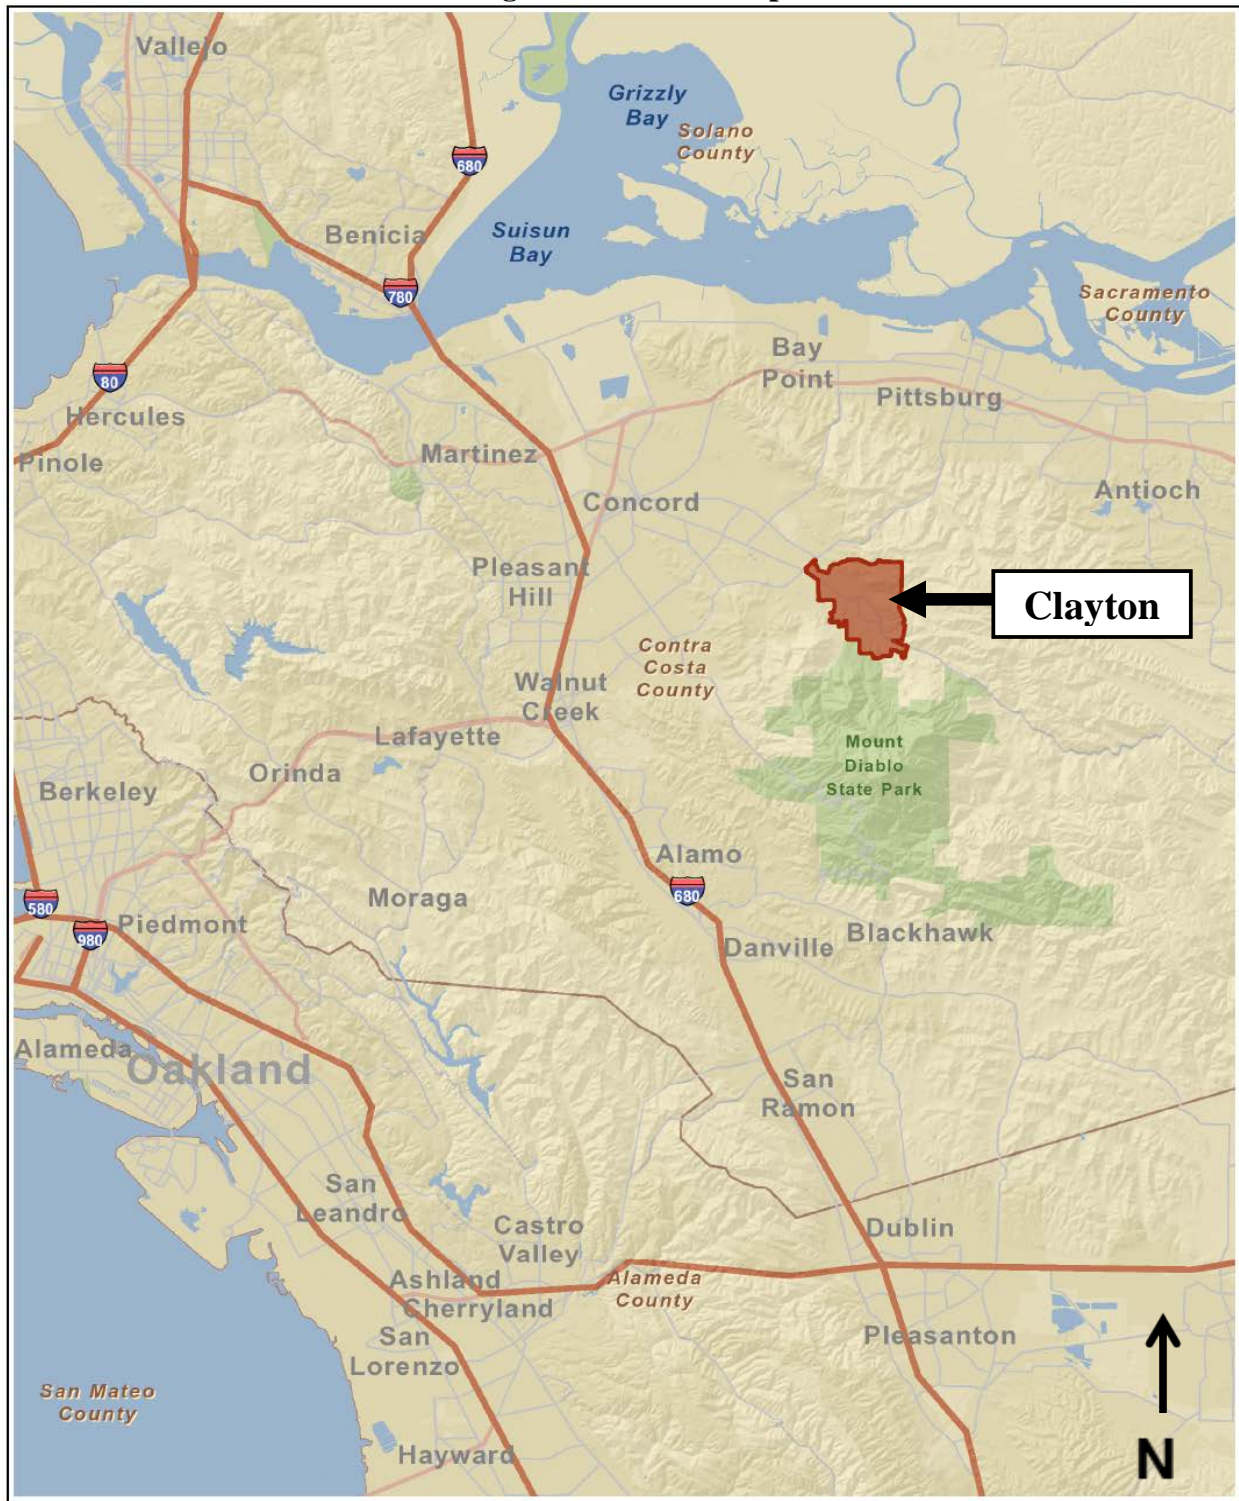 Vallejo
Grizzly
Bay
Solano
County
680
Benicia
Suisun
Bay
780
Sacramento
County
80
Bay
Point
Hercules
Pittsburg
Pinole
Martinez
Antioch
Concord
Pleasant
Hill
Clayton
Contra
Costa
County
Walnut
Creek
Lafayette
Mount
Diablo
State Park
Orinda
Berkeley
Alamo
680
Moraga
580
Piedmont
980
Danville
Blackhawk
Alameda
Oakland
San
Ramon
San
Leandro
Castro
Valley
Dublin
Ashland
Alameda
County
Cherryland
San
Lorenzo
Pleasanton
San Mateo
County
Hayward
N